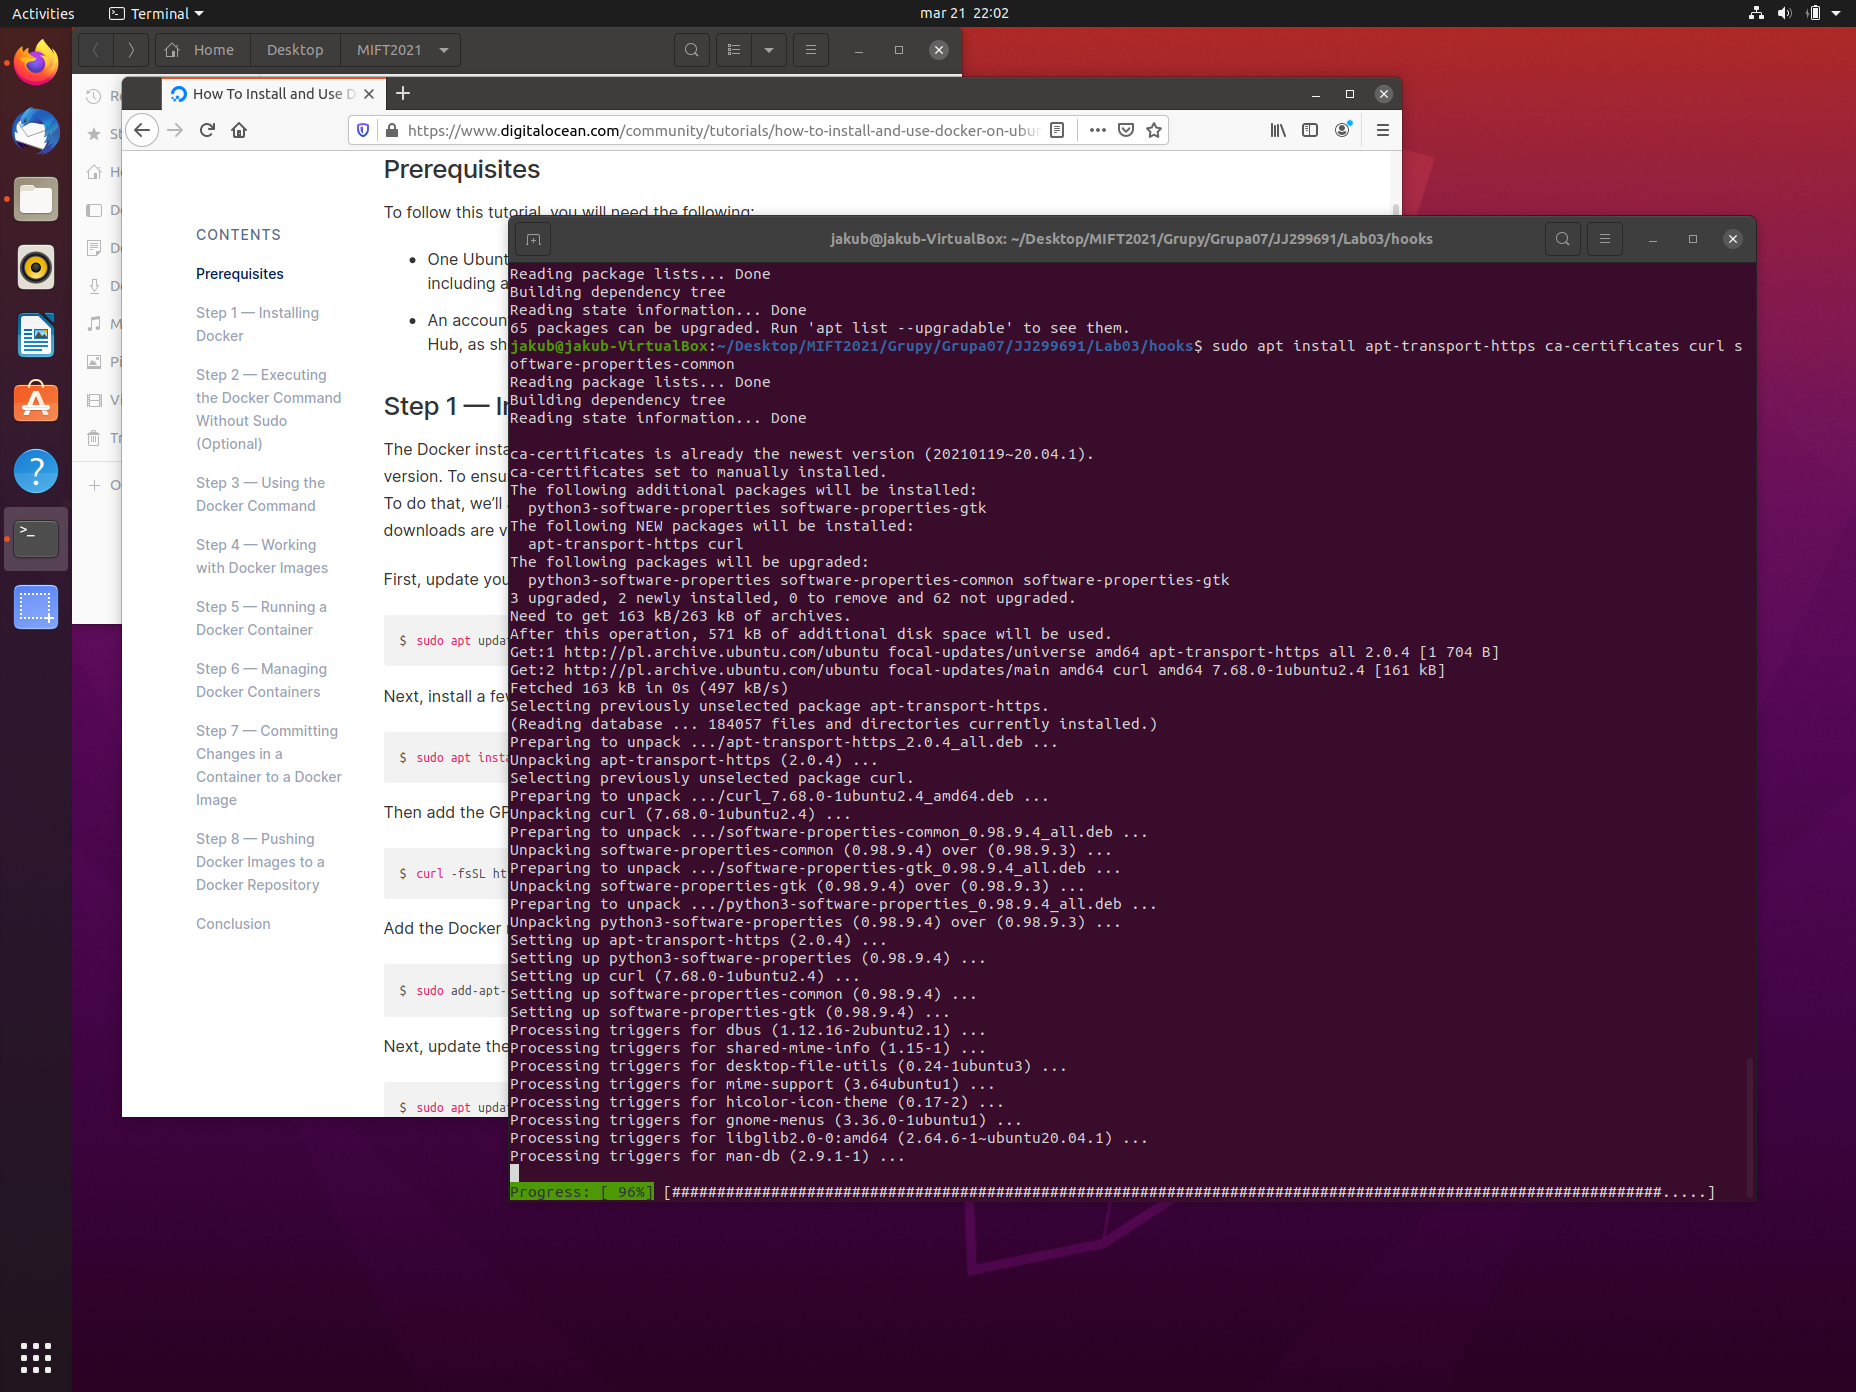 Activities
Terminal
mar 21 22:02
Home
Desktop
MIFT2021
How To Install and Use D
https://www.digitalocean.com/community/tutorials/how-to-install-and-use-docker-on-ubun
CONTENTS
Prerequisites
Step 1 — Installing
Docker
Step 2 — Executing
the Docker Command
Without Sudo
(Optional)
Step 3 — Using the
Docker Command
Step 4 — Working
with Docker Images
Step 5 — Running a
Docker Container
Step 6 — Managing
Docker Containers
Step 7 — Committing
Changes in a
Container to a Docker
Image
Step 8 — Pushing
Docker Images to a
Docker Repository
Conclusion
Prerequisites
To follow this tutorial, you will need the following:
One Ubunt
including a
An accoun
Hub, as sh
Step 1 — In
The Docker insta
version. To ensu
To do that, we'll
downloads are v
First, update you
$ sudo apt upda
Next, install a few
$ sudo apt insta
Then add the GP
$ curl -fsSL ht
Add the Docker
$ sudo add-apt-
Next, update the
$ sudo apt upda
jakub@jakub-VirtualBox: ~/Desktop/MIFT2021/Grupy/Grupa07/JJ299691/Lab03/hooks
Reading package lists... Done
Building dependency tree
Reading state information... Done
65 packages can be upgraded. Run 'apt list --upgradable' to see them.
jakub@jakub-VirtualBox:~/Desktop/MIFT2021/Grupy/Grupa07/JJ299691/Lab03/hooks$ sudo apt install apt-transport-https ca-certificates curl s
oftware-properties-common
Reading package lists... Done
Building dependency tree
Reading state information... Done
ca-certificates is already the newest version (20210119~20.04.1).
ca-certificates set to manually installed.
The following additional packages will be installed:
python3-software-properties software-properties-gtk
The following NEW packages will be installed:
apt-transport-https curl
The following packages will be upgraded:
python3-software-properties software-properties-common software-properties-gtk
3 upgraded, 2 newly installed, 0 to remove and 62 not upgraded.
Need to get 163 kB/263 kB of archives.
After this operation, 571 kB of additional disk space will be used.
Get:1 http://pl.archive.ubuntu.com/ubuntu focal-updates/universe amd64 apt-transport-https all 2.0.4 [1 704 B]
Get:2 http://pl.archive.ubuntu.com/ubuntu focal-updates/main amd64 curl amd64 7.68.0-1ubuntu2.4 [161 kB]
Fetched 163 kB in 0s (497 kB/s)
Selecting previously unselected package apt-transport-https.
(Reading database ... 184057 files and directories currently installed.)
Preparing to unpack .../apt-transport-https_2.0.4_all.deb ...
Unpacking apt-transport-https (2.0.4) ...
Selecting previously unselected package curl.
Preparing to unpack .../curl_7.68.0-1ubuntu2.4_amd64.deb ...
Unpacking curl (7.68.0-1ubuntu2.4) ...
Preparing to unpack .../software-properties-common_0.98.9.4_all.deb ...
Unpacking software-properties-common (0.98.9.4) over (0.98.9.3) ...
Preparing to unpack .../software-properties-gtk_0.98.9.4_all.deb ...
Unpacking software-properties-gtk (0.98.9.4) over (0.98.9.3) ...
Preparing to unpack .../python3-software-properties_0.98.9.4_all.deb ...
Unpacking python3-software-properties (0.98.9.4) over (0.98.9.3) ...
Setting up apt-transport-https (2.0.4) ...
Setting up python3-software-properties (0.98.9.4) ...
Setting up curl (7.68.0-1ubuntu2.4) ...
Setting up software-properties-common (0.98.9.4) ...
Setting up software-properties-gtk (0.98.9.4) ...
Processing triggers for dbus (1.12.16-2ubuntu2.1) ...
Processing triggers for shared-mime-info (1.15-1) ...
Processing triggers for desktop-file-utils (0.24-1ubuntu3) ...
Processing triggers for mime-support (3.64ubuntu1) ...
Processing triggers for hicolor-icon-theme (0.17-2) ...
Processing triggers for gnome-menus (3.36.0-1ubuntu1) ...
Processing triggers for libglib2.0-0:amd64 (2.64.6-1~ubuntu20.04.1) ...
Processing triggers for man-db (2.9.1-1) ...
Progress: [ 96%] [##############################################################################################################.....]